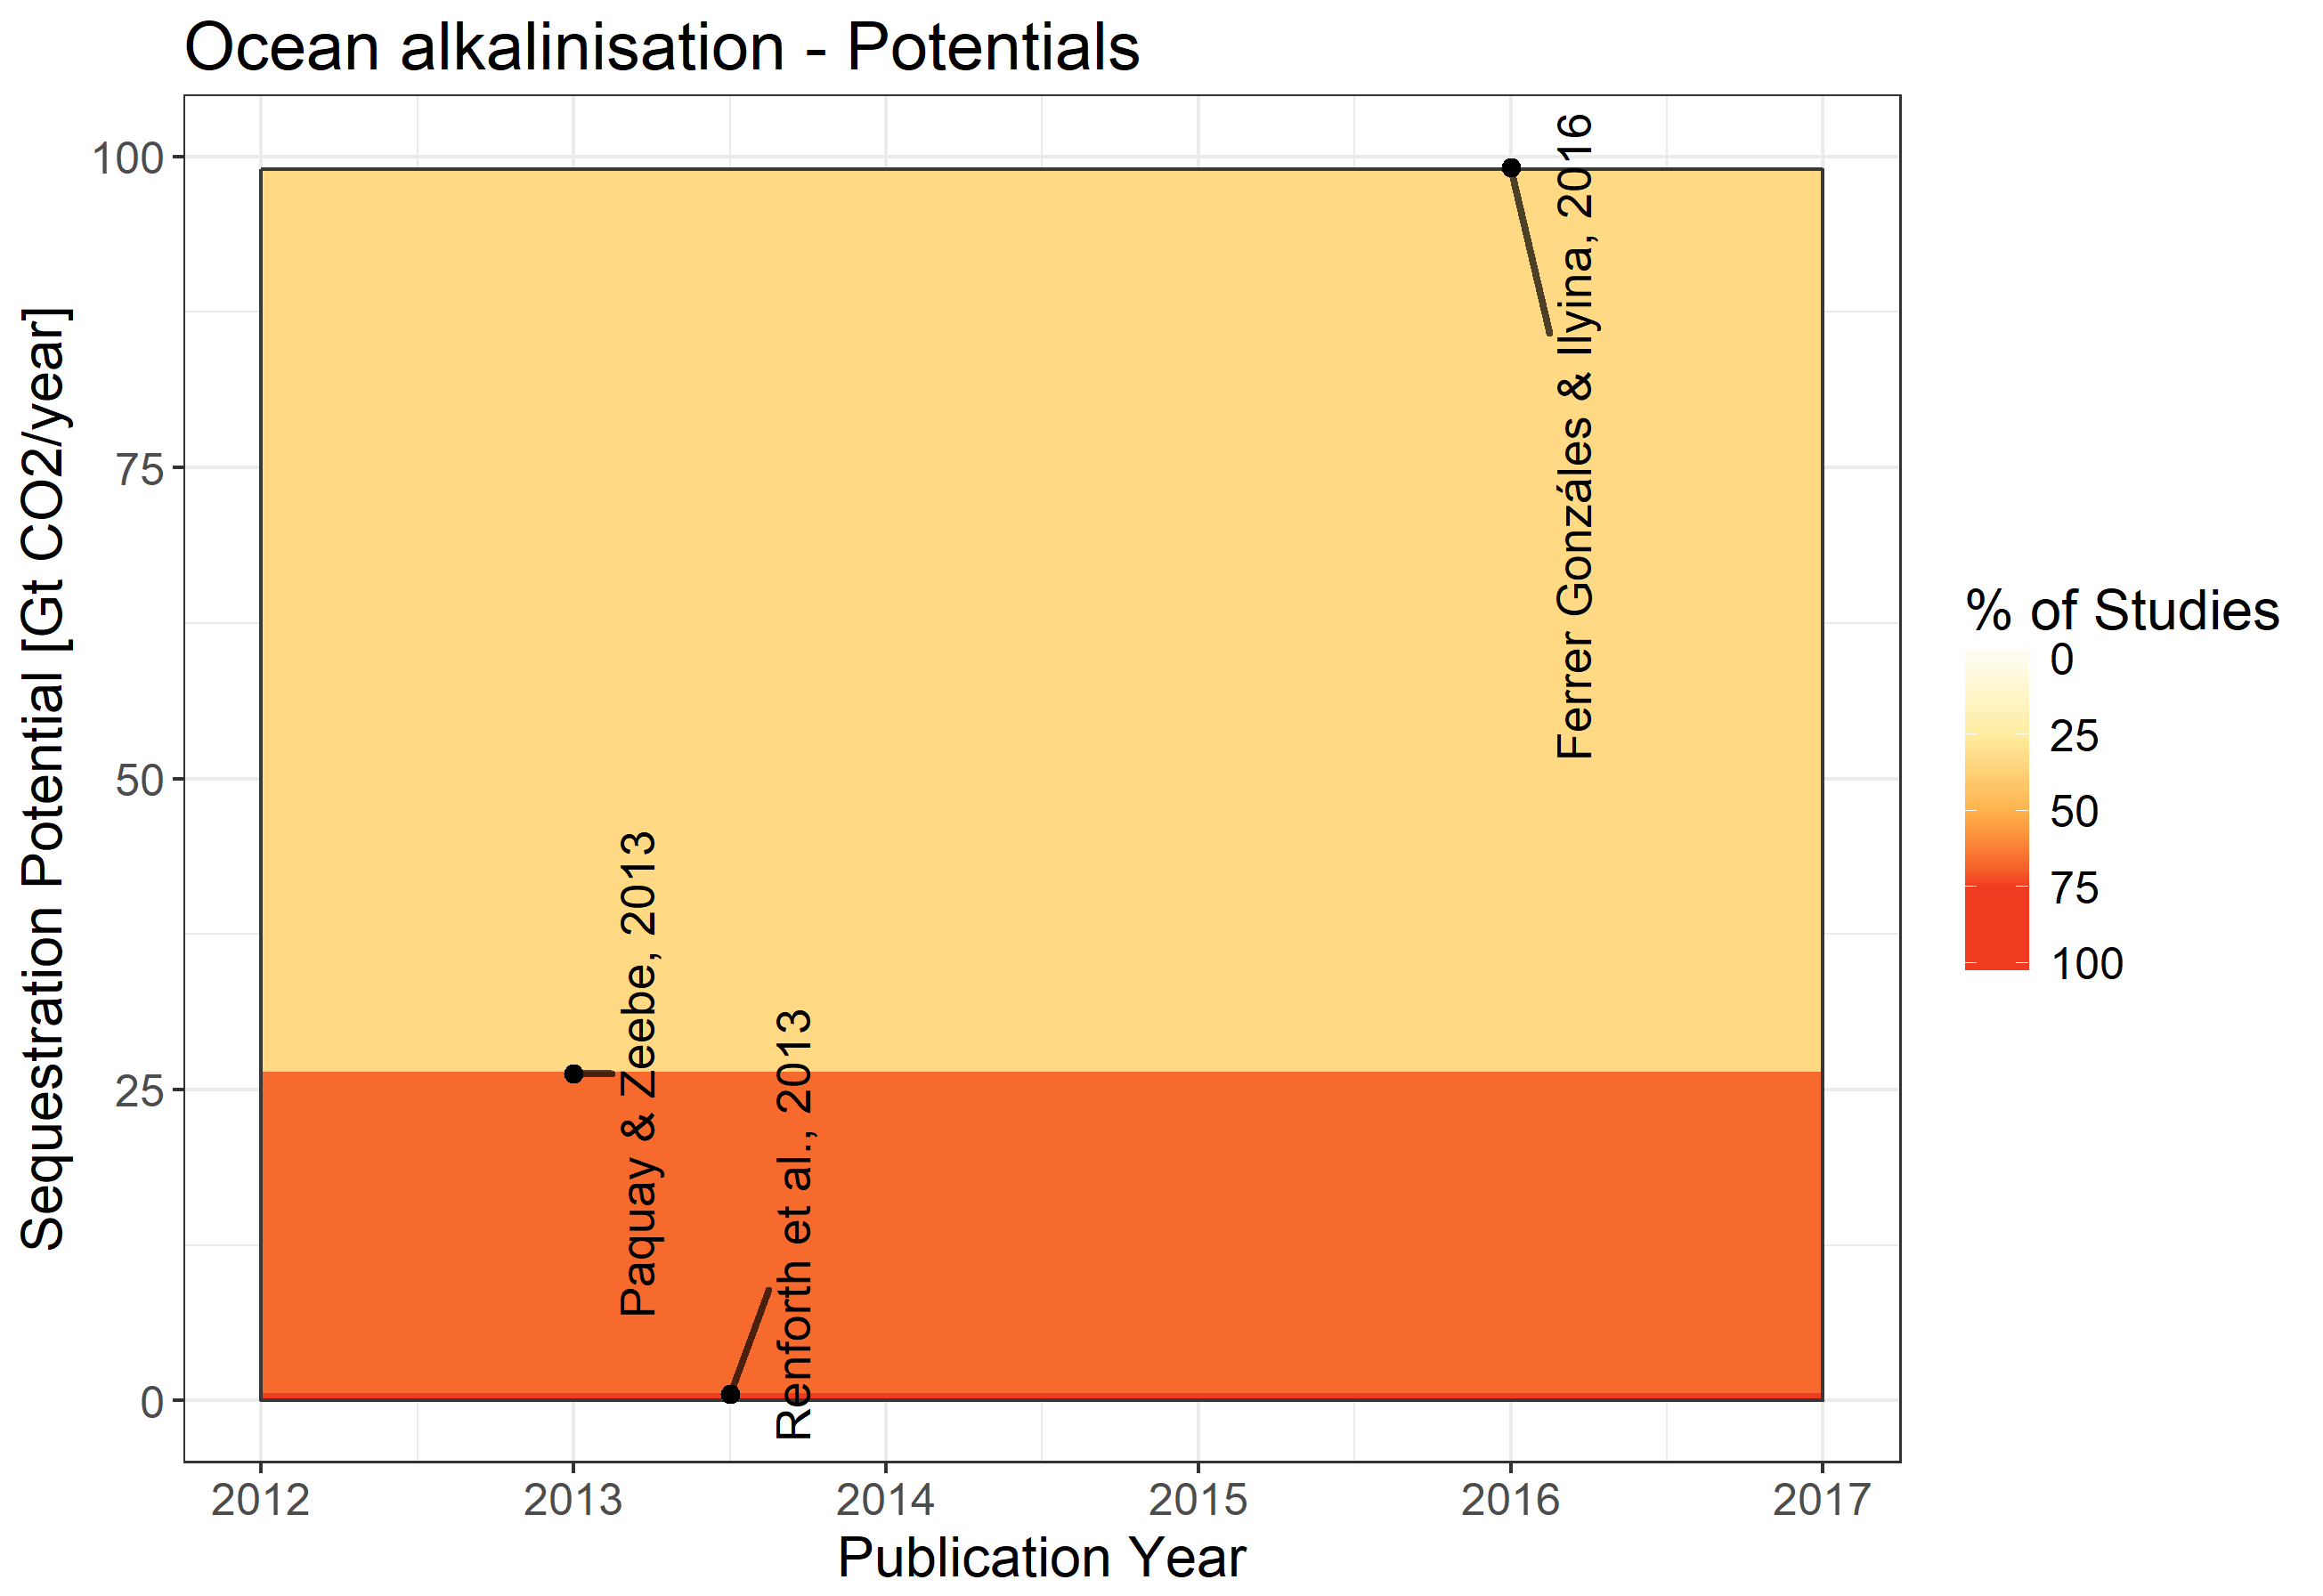 Ocean alkalinisation - Potentials
Sequestration Potential [Gt CO2/year]
100
75
50
25
0
Ferrer Gonzáles & Ilyina, 2016
Paquay & Zeebe, 2013
Renforth et al., 2013
2012
2013
2014
2015
2016
2017
Publication Year
% of Studies
0
25
50
75
100